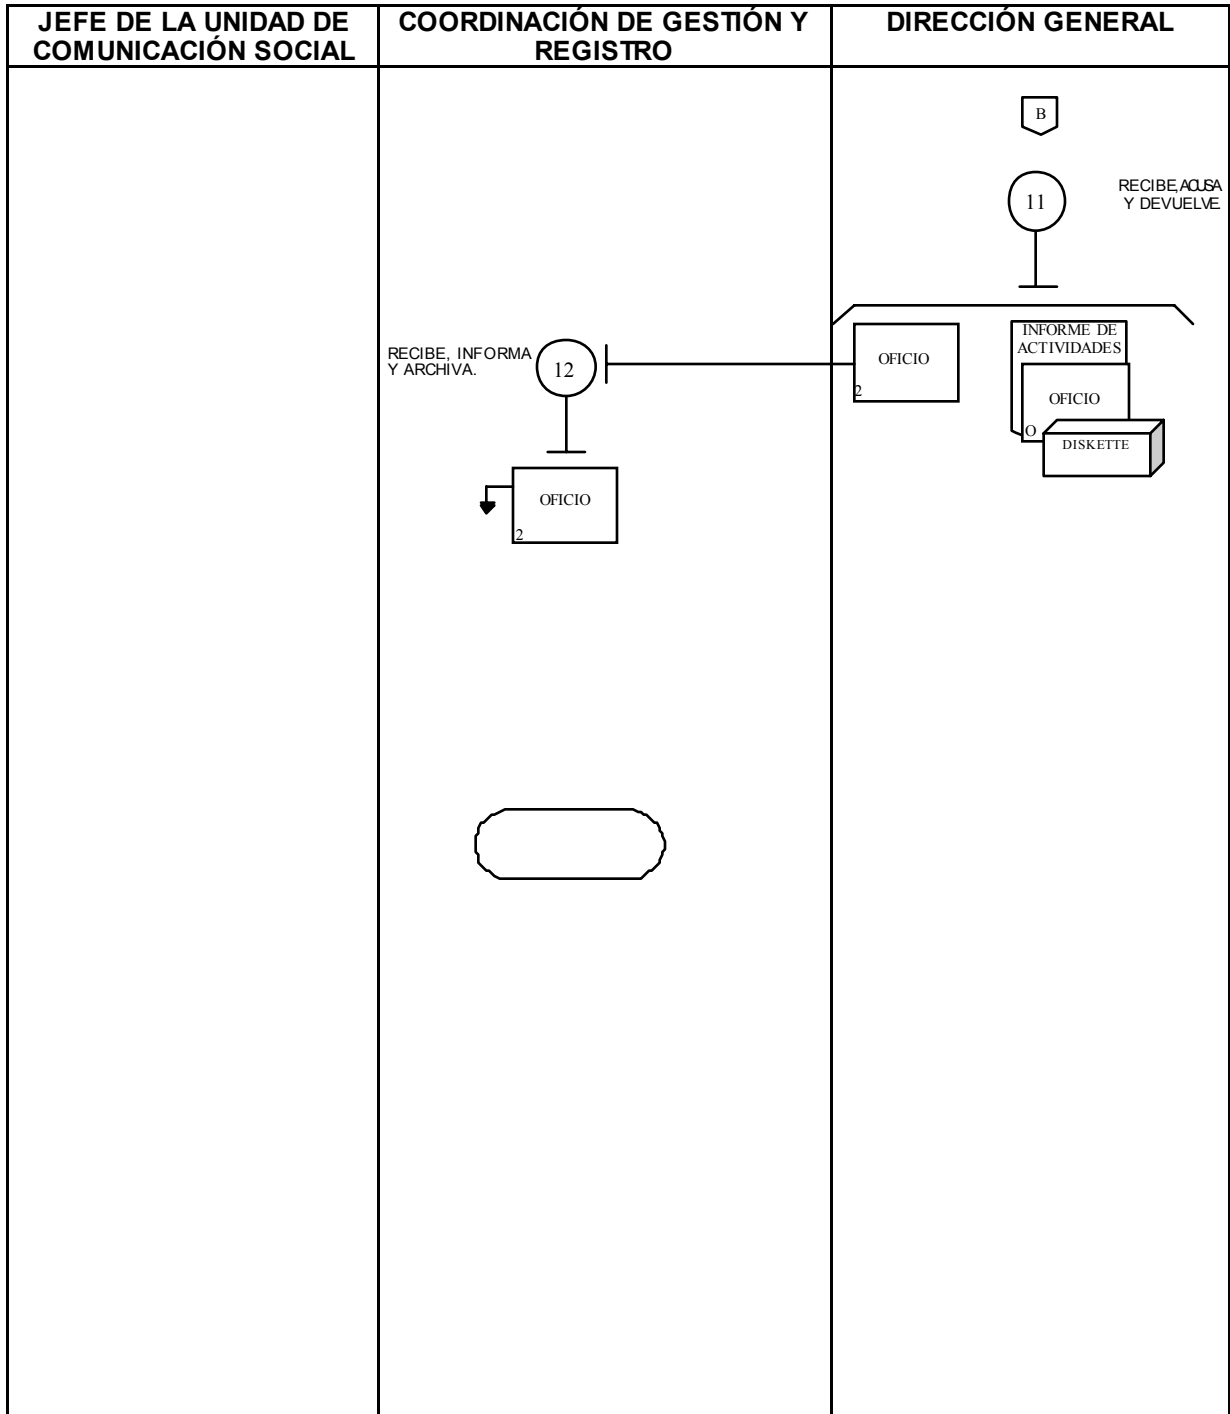 JEFE DE LA UNIDAD DE
COMUNICACIÓN SOCIAL
COORDINACIÓN DE GESTIÓN Y
REGISTRO
DIRECCIÓN GENERAL
B
11
RECIBE, ACUSA
Y DEVUELVE.
RECIBE, INFORMA
Y ARCHIVA.
12
OFICIO
2
INFORME DE
ACTIVIDADES
OFICIO
O
DISKETTE
OFICIO
2